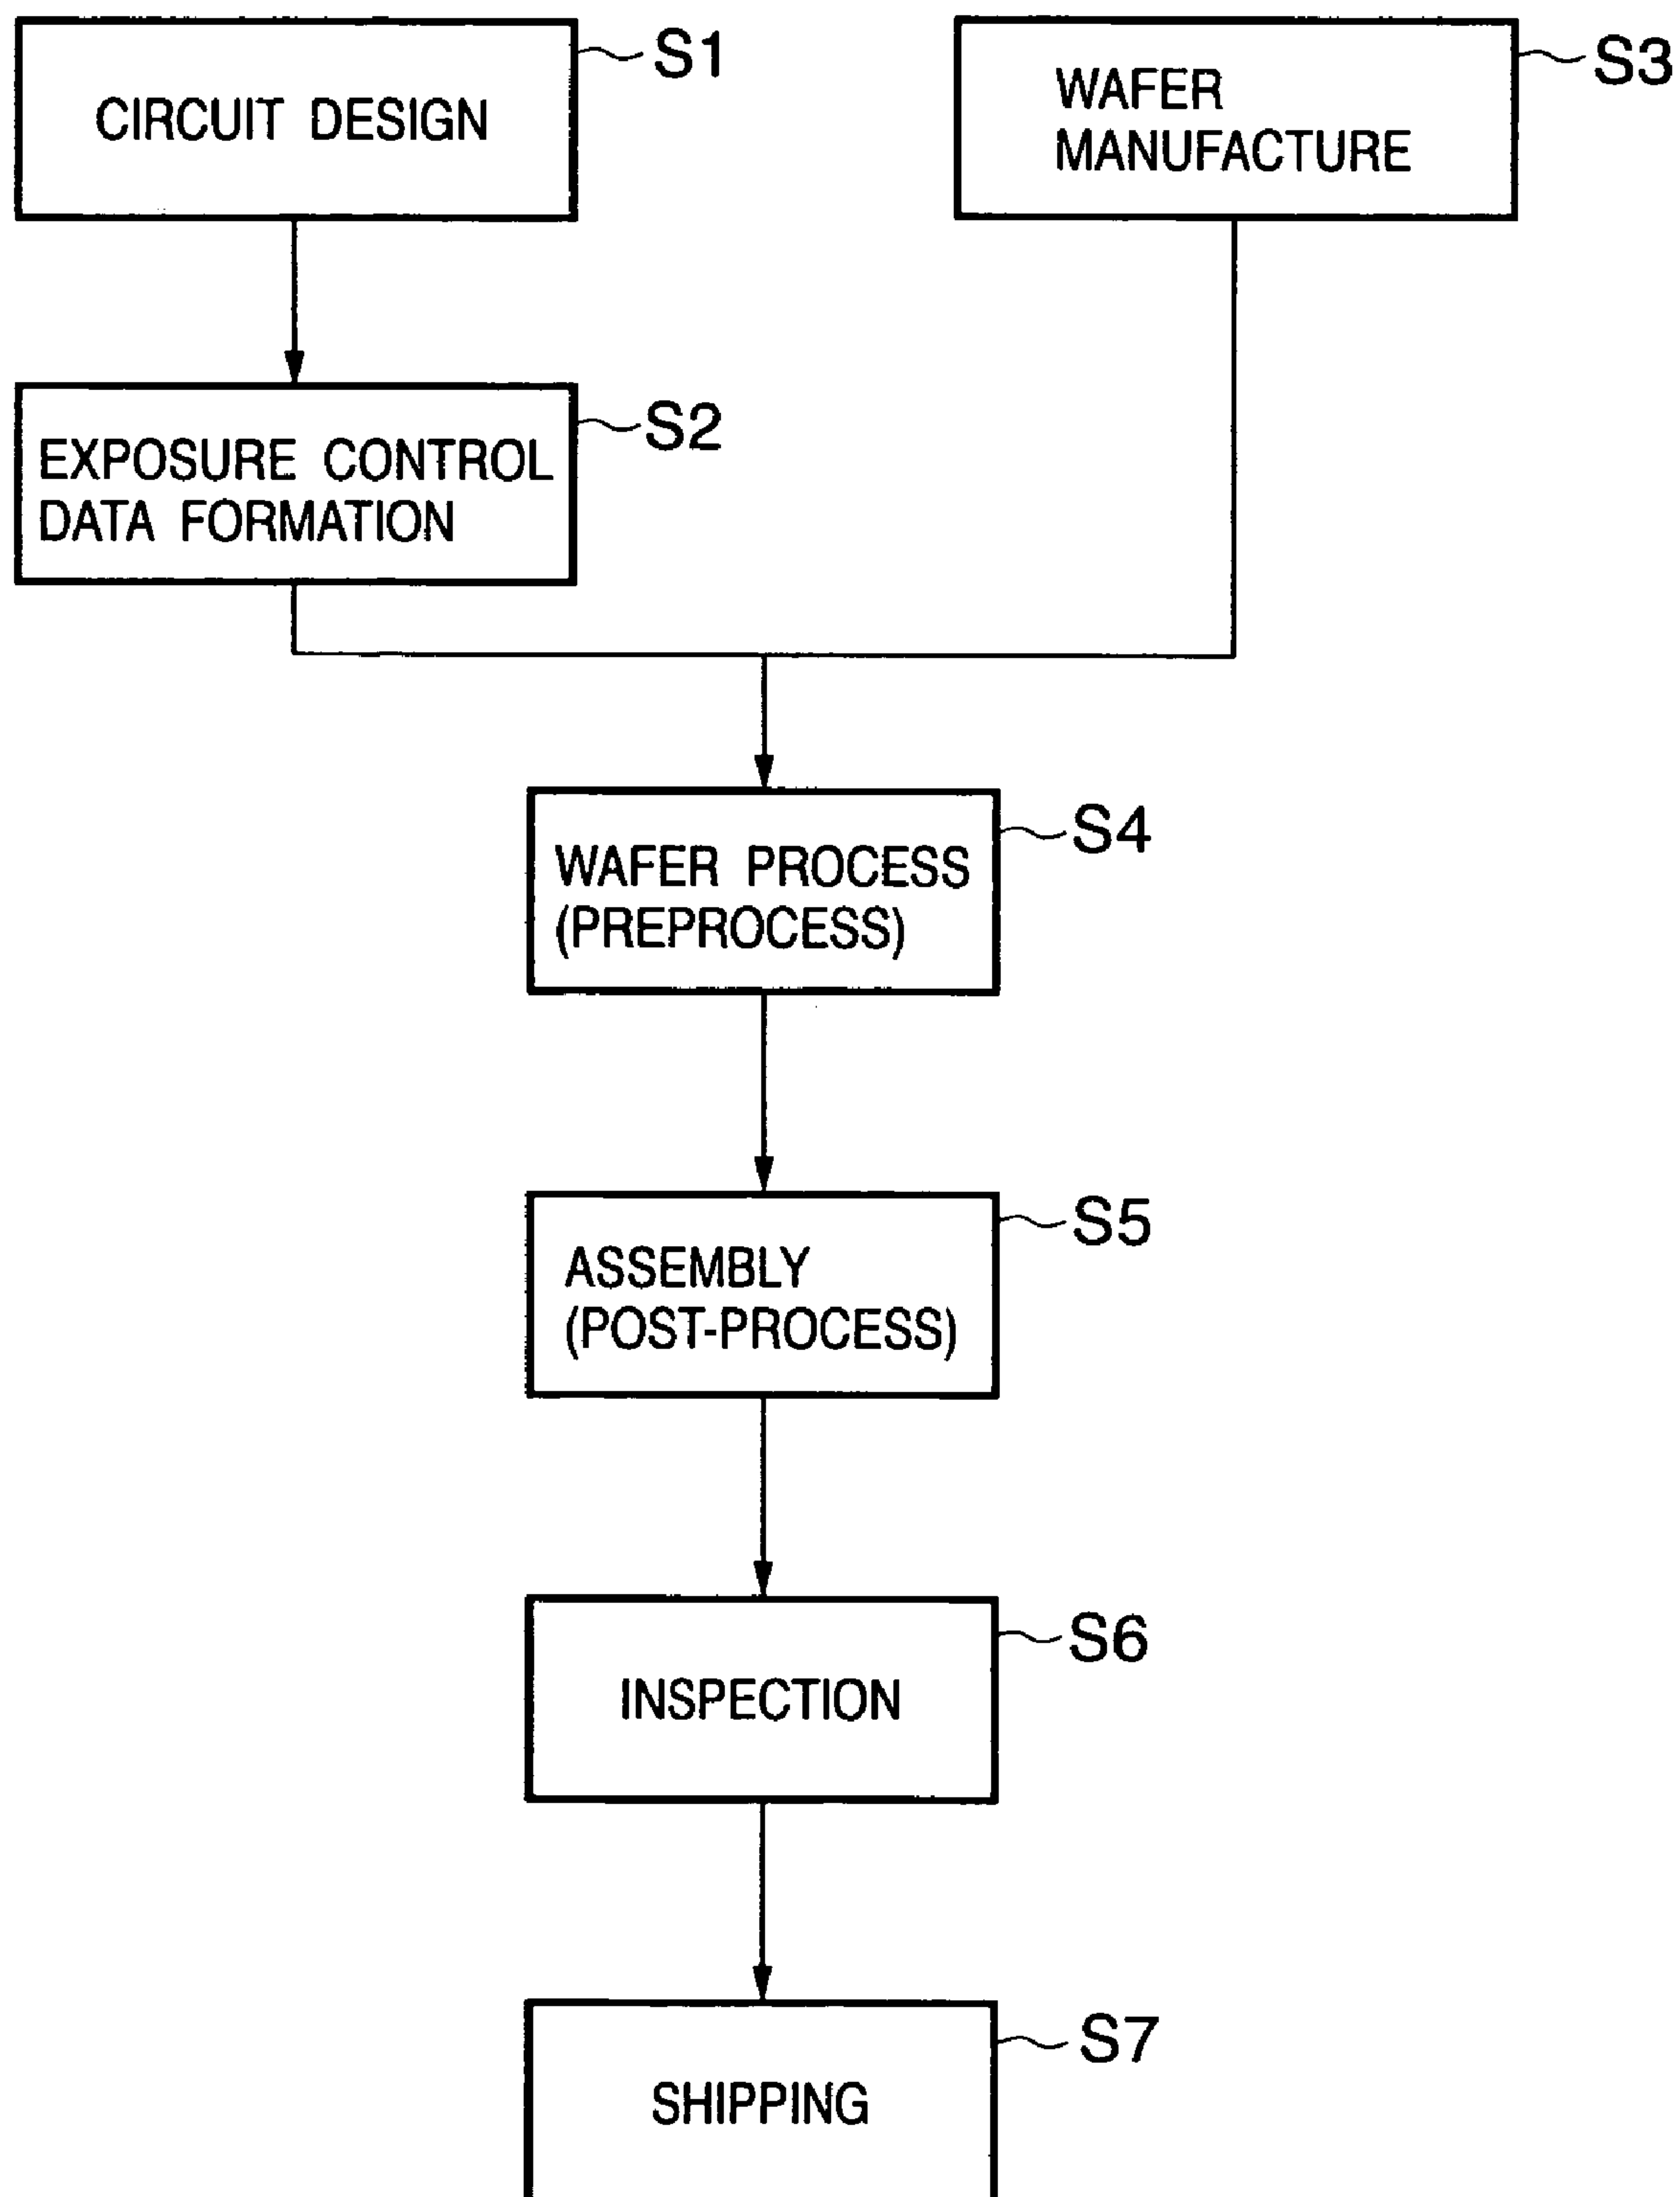 CIRCUIT DESIGN
S1
WAFER
MANUFACTURE
S3
EXPOSURE CONTROL
DATA FORMATION
S2
WAFER PROCESS
(PREPROCESS)
S4
ASSEMBLY
(POST-PROCESS)
S5
INSPECTION
S6
SHIPPING
S7